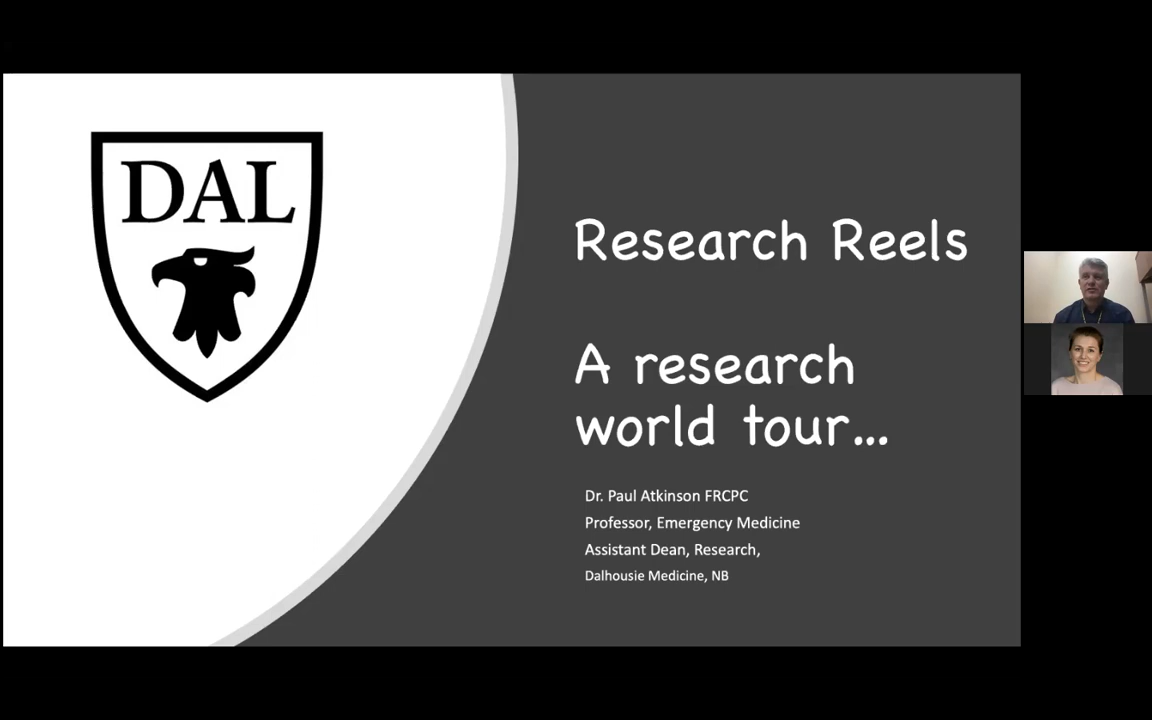 DAL
Research Reels
A research
world tour...
Dr. Paul Atkinson FRCPC
Professor, Emergency Medicine
Assistant Dean, Research,
Dalhousie Medicine, NB